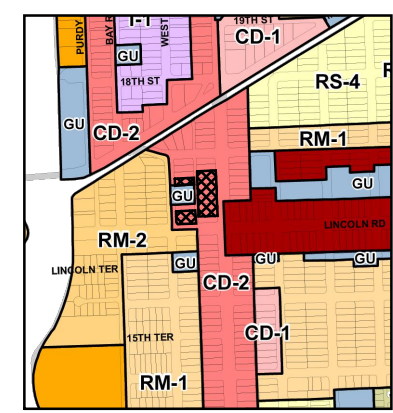 I-1
19TH ST
CD-1
PURDY
BAY R
WEST
GU
18TH ST
RS-4
R
GU
CD-2
RM-1
GU
GU
LINCOLN RD
RM-2
GU
GU
GU
LINCOLN TER
CD-2
15TH TER
CD-1
RM-1